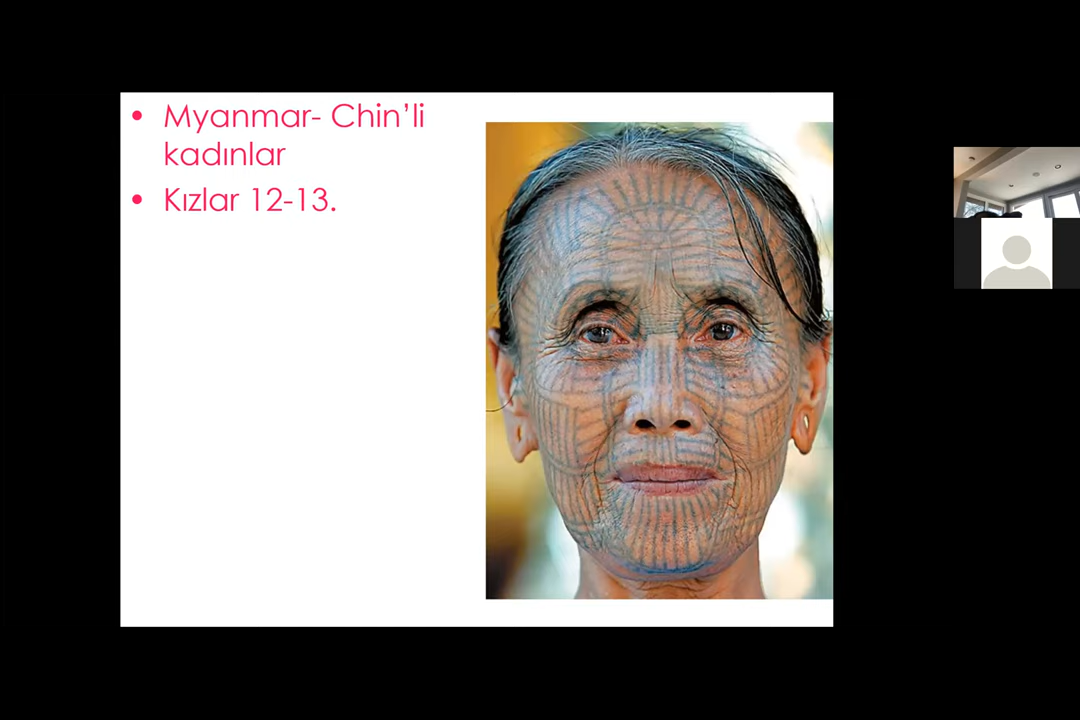 • Myanmar- Chin’li
kadınlar
• Kızlar 12-13.